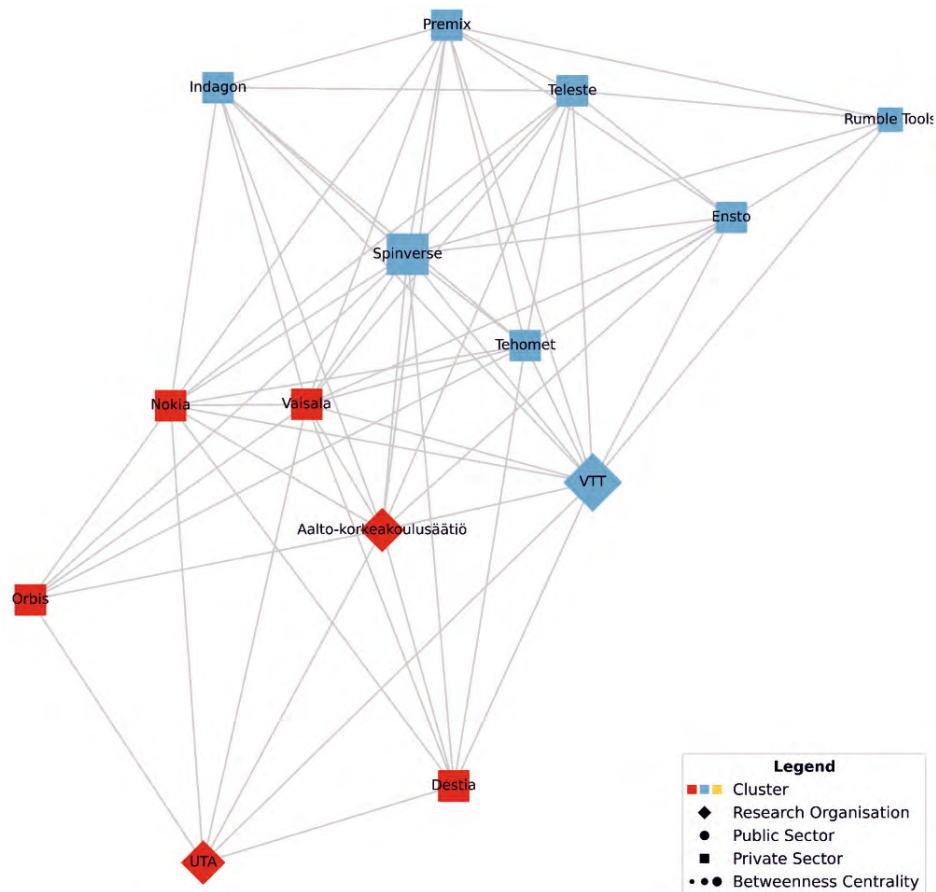 Premix
Indagon
Teleste
Rumble Tools
Ensto
Spinverse
Tehomet
Nokia
Vaisala
VTT
Aalto-korkeakoulusäätiö
Orbis
Destia
UTA
Legend
Cluster
Research Organisation
Public Sector
Private Sector
Betweenness Centrality